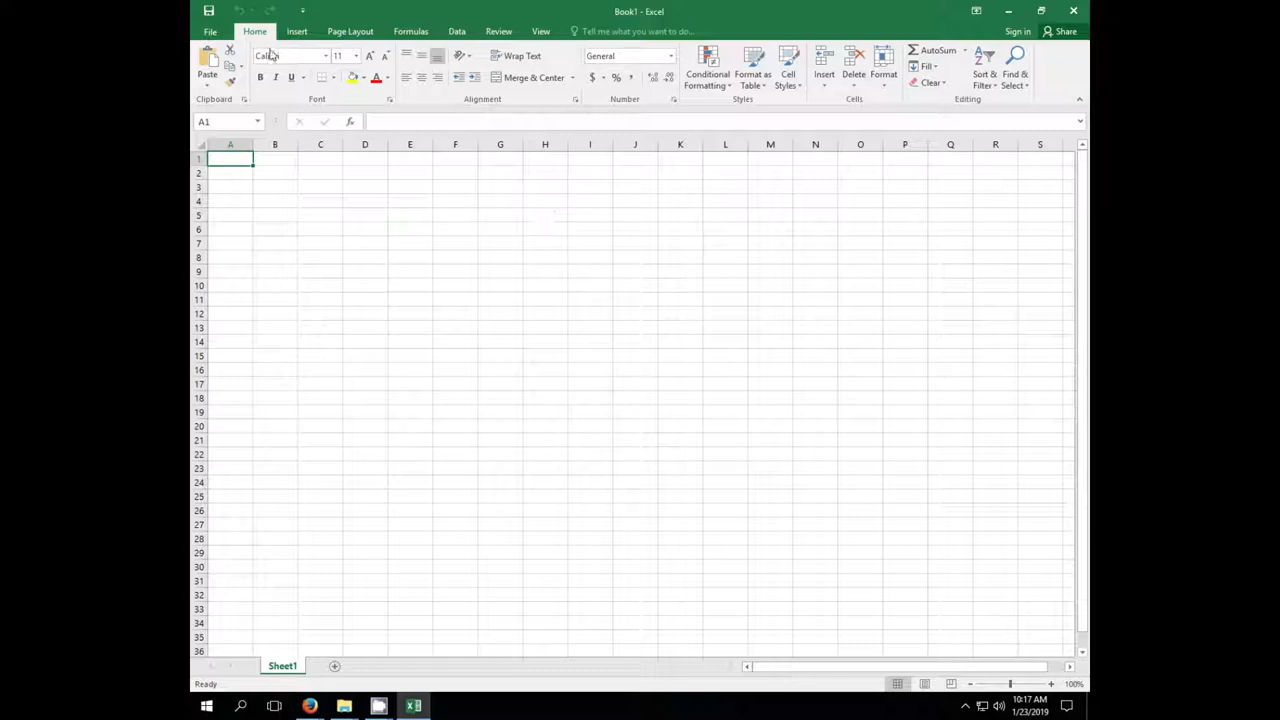 Book1 - Excel
File Home Insert Page Layout Formulas Data Review View Tell me what you want to do... Sign in Share
Paste
Clipboard
11
B I U
Font
Wrap Text
Merge & Center
Alignment
General
$ % ,
Number
Conditional Formatting
Format as Table
Cell Styles
Styles
Insert Delete Format
Cells
AutoSum
Fill
Clear
Sort & Filter
Find & Select
Editing
A1 fx
A B C D E F G H I J K L M N O P Q R S
1
2
3
4
5
6
7
8
9
10
11
12
13
14
15
16
17
18
19
20
21
22
23
24
25
26
27
28
29
30
31
32
33
34
35
36
Sheet1
Ready 100%
10:17 AM
1/23/2019